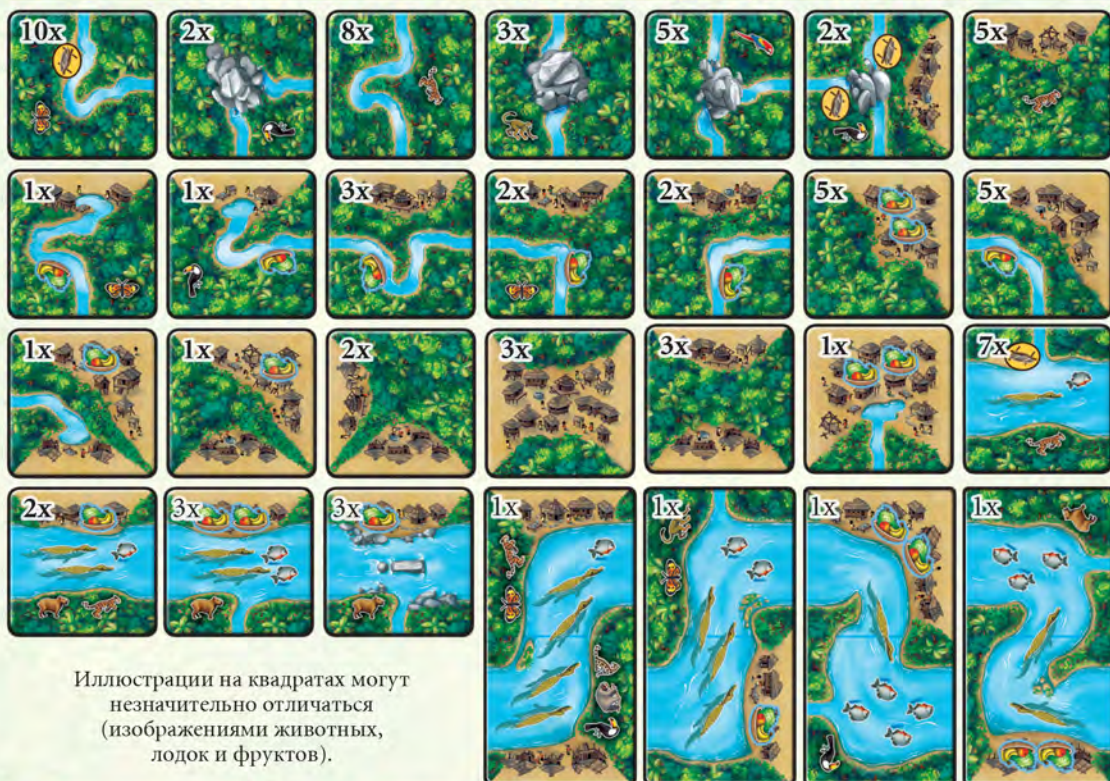 10x 2x 8x 3x 5x 2x 5x
1x 1x 3x 2x 2x 5x 5x
1x 1x 2x 3x 3x 1x 7x
2x 3x 3x 1x 1x 1x 1x
Иллюстрации на квадратах могут
незначительно отличаться
(изображениями животных,
лодок и фруктов).